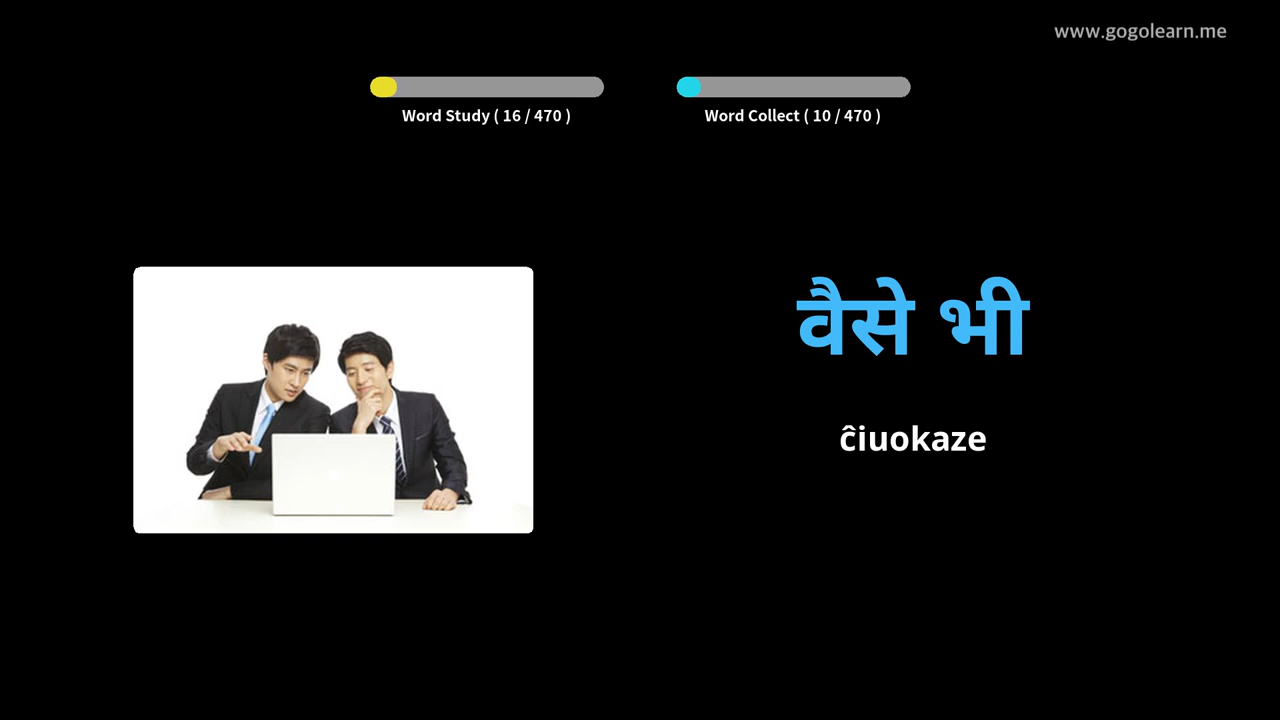 www.gogolearn.me
Word Study ( 16 / 470 )
Word Collect ( 10 / 470 )
वैसे भी
ĉiuokaze